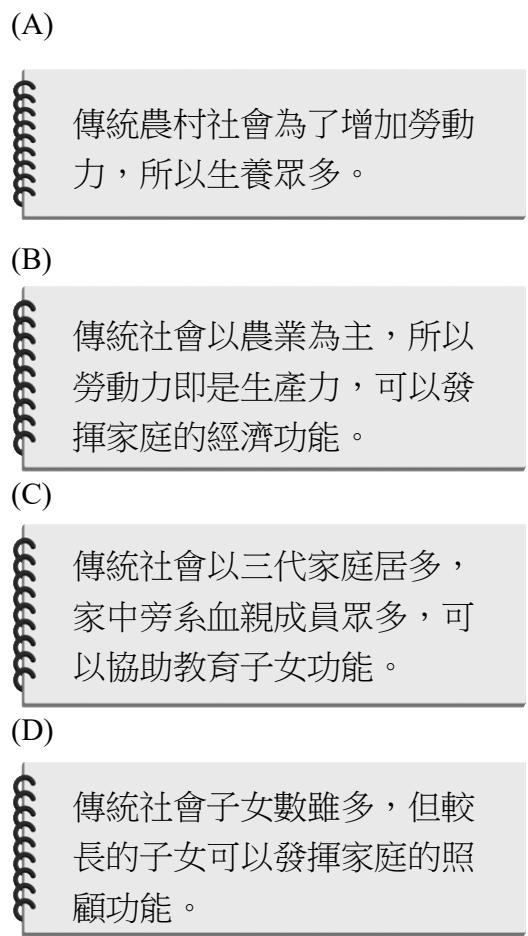 (A)
傳統農村社會為了增加勞動
力，所以生養眾多。
(B)
傳統社會以農業為主，所以
勞動力即是生產力，可以發
揮家庭的經濟功能。
(C)
傳統社會以三代家庭居多，
家中旁系血親成員眾多，可
以協助教育子女功能。
(D)
傳統社會子女數雖多，但較
長的子女可以發揮家庭的照
顧功能。